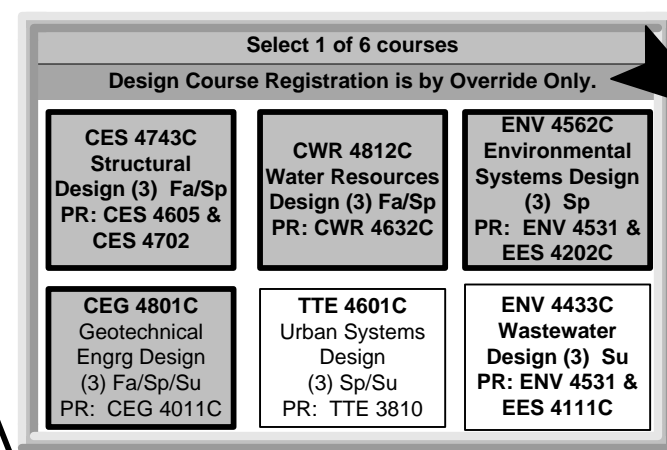 Select 1 of 6 courses
Design Course Registration is by Override Only.
CES 4743C
Structural
Design (3) Fa/Sp
PR: CES 4605 &
CES 4702
CWR 4812C
Water Resources
Design (3) Fa/Sp
PR: CWR 4632C
ENV 4562C
Environmental
Systems Design
(3) Sp
PR: ENV 4531 &
EES 4202C
CEG 4801C
Geotechnical
Engrg Design
(3) Fa/Sp/Su
PR: CEG 4011C
TTE 4601C
Urban Systems
Design
(3) Sp/Su
PR: TTE 3810
ENV 4433C
Wastewater
Design (3) Su
PR: ENV 4531 &
EES 4111C